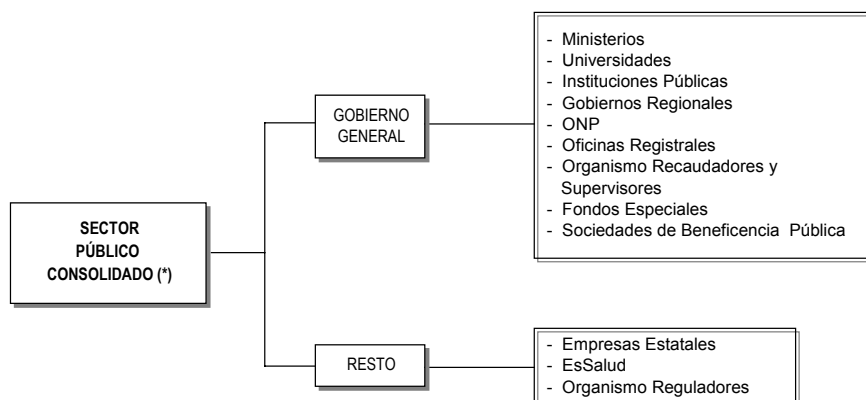 SECTOR
PÚBLICO
CONSOLIDADO (*)
GOBIERNO
GENERAL
- Ministerios
- Universidades
- Instituciones Públicas
- Gobiernos Regionales
- ONP
- Oficinas Registrales
- Organismo Recaudadores y
Supervisores
- Fondos Especiales
- Sociedades de Beneficencia Pública
RESTO
- Empresas Estatales
- EsSalud
- Organismo Reguladores